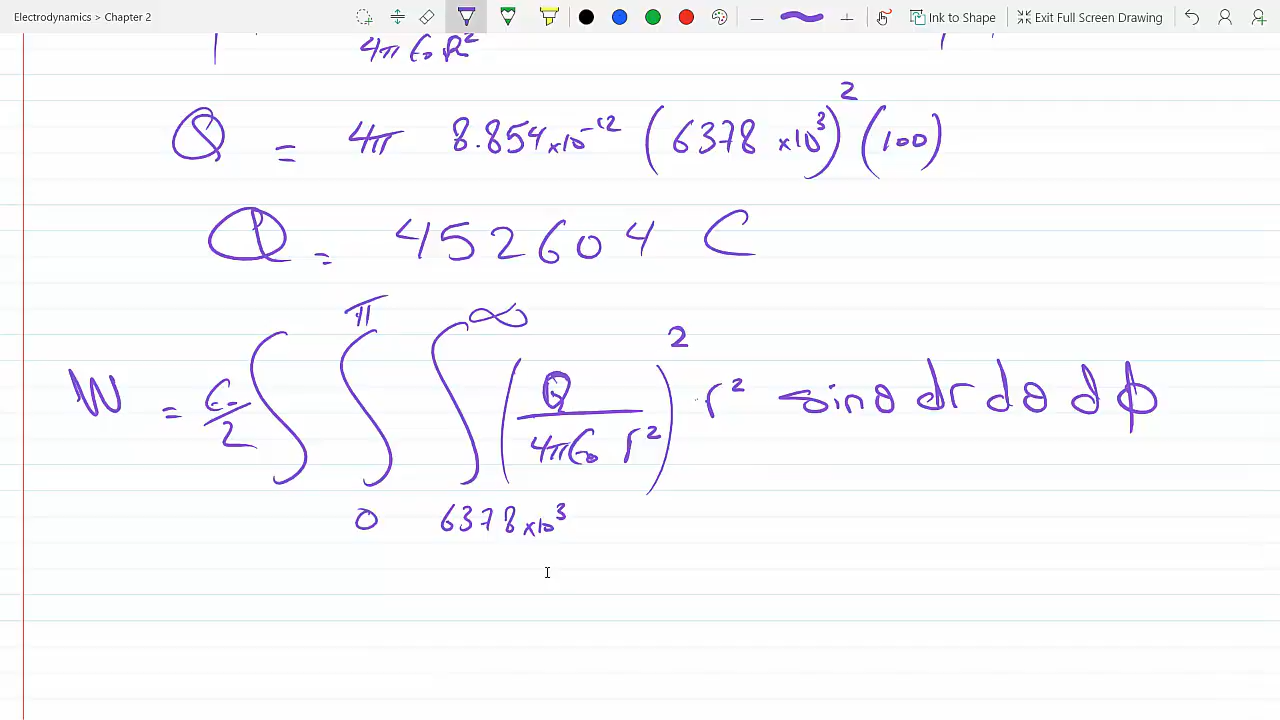 Electrodynamics > Chapter 2 Ink to Shape Exit Full Screen Drawing
4π ε₀ R²
Q = 4π 8.854 ×10⁻¹² (6378 ×10³)² (100)
Q = 452604 C
W = ε₀/2 ∫ ∫₀^π ∫_{6378×10³}^∞ (Q / 4πε₀ r²)² r² sinθ dr dθ dϕ